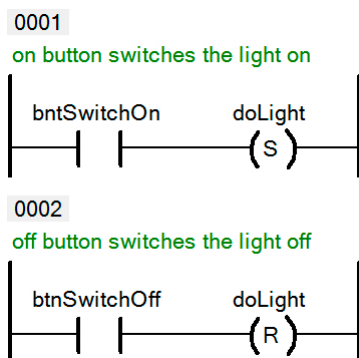 0001
on button switches the light on
bntSwitchOn doLight
S
0002
off button switches the light off
btnSwitchOff doLight
R